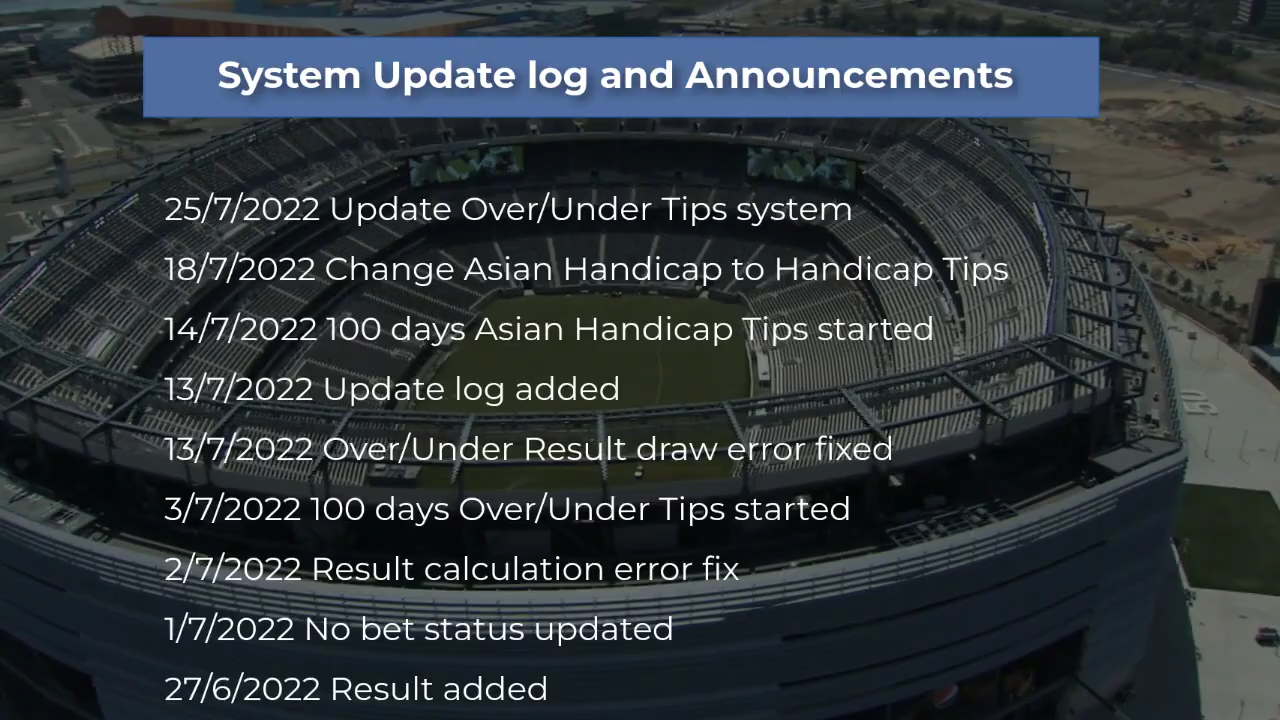 System Update log and Announcements
25/7/2022 Update Over/Under Tips system
18/7/2022 Change Asian Handicap to Handicap Tips
14/7/2022 100 days Asian Handicap Tips started
13/7/2022 Update log added
13/7/2022 Over/Under Result draw error fixed
3/7/2022 100 days Over/Under Tips started
2/7/2022 Result calculation error fix
1/7/2022 No bet status updated
27/6/2022 Result added